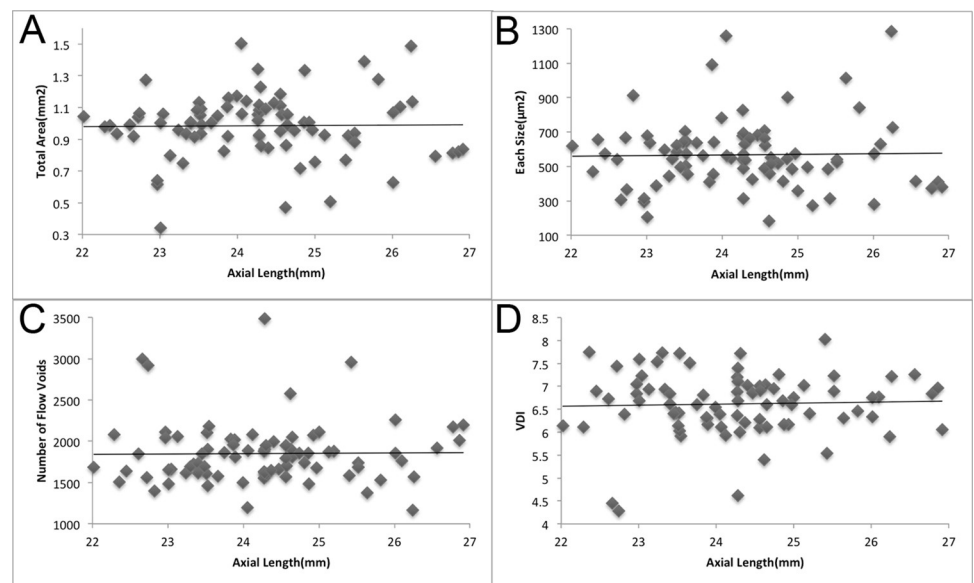 A
Total Area(mm2)
1.5
1.3
1.1
0.9
0.7
0.5
0.3
22 23 24 25 26 27
Axial Length(mm)
B
Each Size(μm2)
1300
1100
900
700
500
300
100
22 23 24 25 26 27
Axial Length(mm)
C
Number of Flow Voids
3500
3000
2500
2000
1500
1000
22 23 24 25 26 27
Axial Length(mm)
D
VDI
8.5
8
7.5
7
6.5
6
5.5
5
4.5
4
22 23 24 25 26 27
Axial Length(mm)